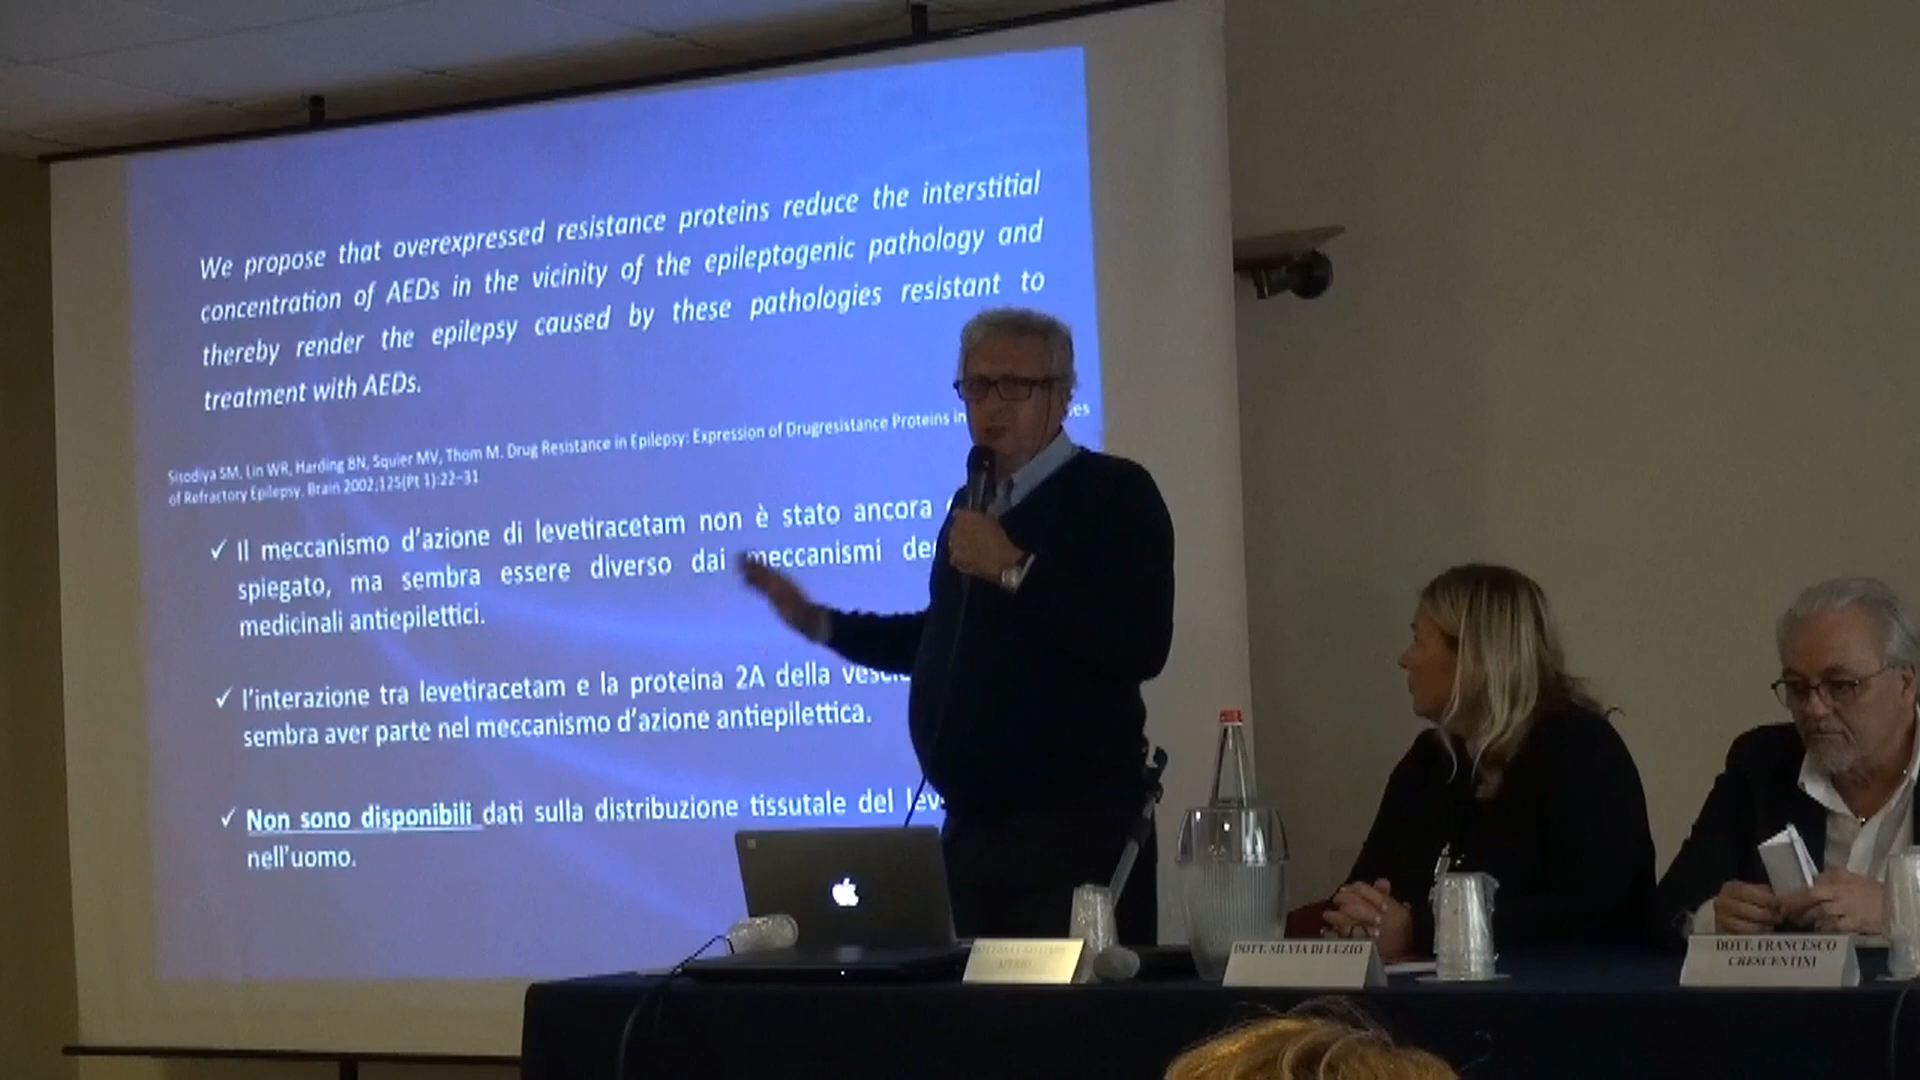 We propose that overexpressed resistance proteins reduce the interstitial
concentration of AEDs in the vicinity of the epileptogenic pathology and
thereby render the epilepsy caused by these pathologies resistant to
treatment with AEDs.
Sisodiya SM, Lin WR, Harding BN, Squier MV, Thom M. Drug Resistance in Epilepsy: Expression of Drugresistance Proteins in
of Refractory Epilepsy. Brain 2002;125(Pt 1):22–31
✓ Il meccanismo d'azione di levetiracetam non è stato ancora
spiegato, ma sembra essere diverso dai meccanismi
medicinali antiepilettici.
✓ l'interazione tra levetiracetam e la proteina 2A della
sembra aver parte nel meccanismo d'azione antiepilettica.
✓ Non sono disponibili dati sulla distribuzione tissutale del
nell'uomo.
DOTT. SILVIA DI LUZIO
DOTT. FRANCESCO
CRESCENTINI